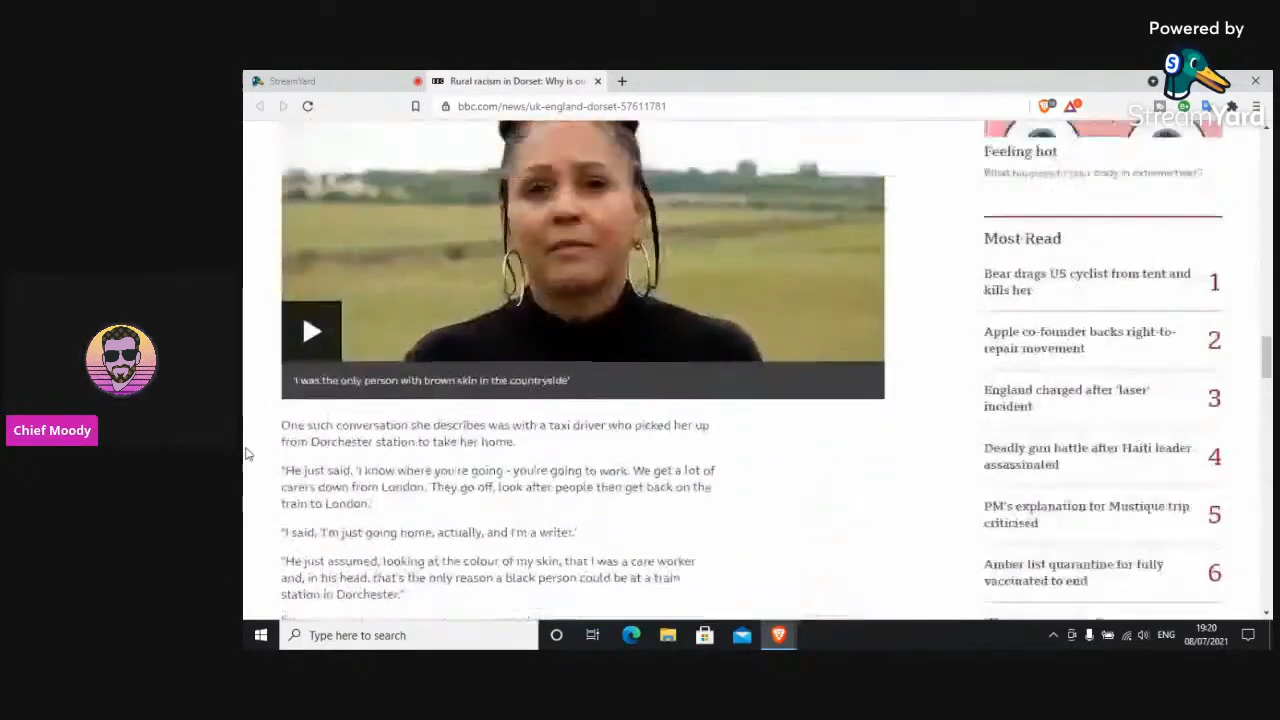 Powered by
StreamYard
StreamYard
Rural racism in Dorset: Why is ou
bbc.com/news/uk-england-dorset-57611781
Feeling hot
What happens to your body in extreme heat?
'I was the only person with brown skin in the countryside'
One such conversation she describes was with a taxi driver who picked her up
from Dorchester station to take her home.
"He just said, 'I know where you're going - you're going to work. We get a lot of
carers down from London. They go off, look after people then get back on the
train to London.'
"I said, 'I'm just going home, actually, and I'm a writer.'
"He just assumed, looking at the colour of my skin, that I was a care worker
and, in his head, that's the only reason a black person could be at a train
station in Dorchester."
Most Read
Bear drags US cyclist from tent and
kills her
1
Apple co-founder backs right-to-
repair movement
2
England charged after 'laser'
incident
3
Deadly gun battle after Haiti leader
assassinated
4
PM's explanation for Mustique trip
criticised
5
Amber list quarantine for fully
vaccinated to end
6
Chief Moody
Type here to search
ENG
19:20
08/07/2021